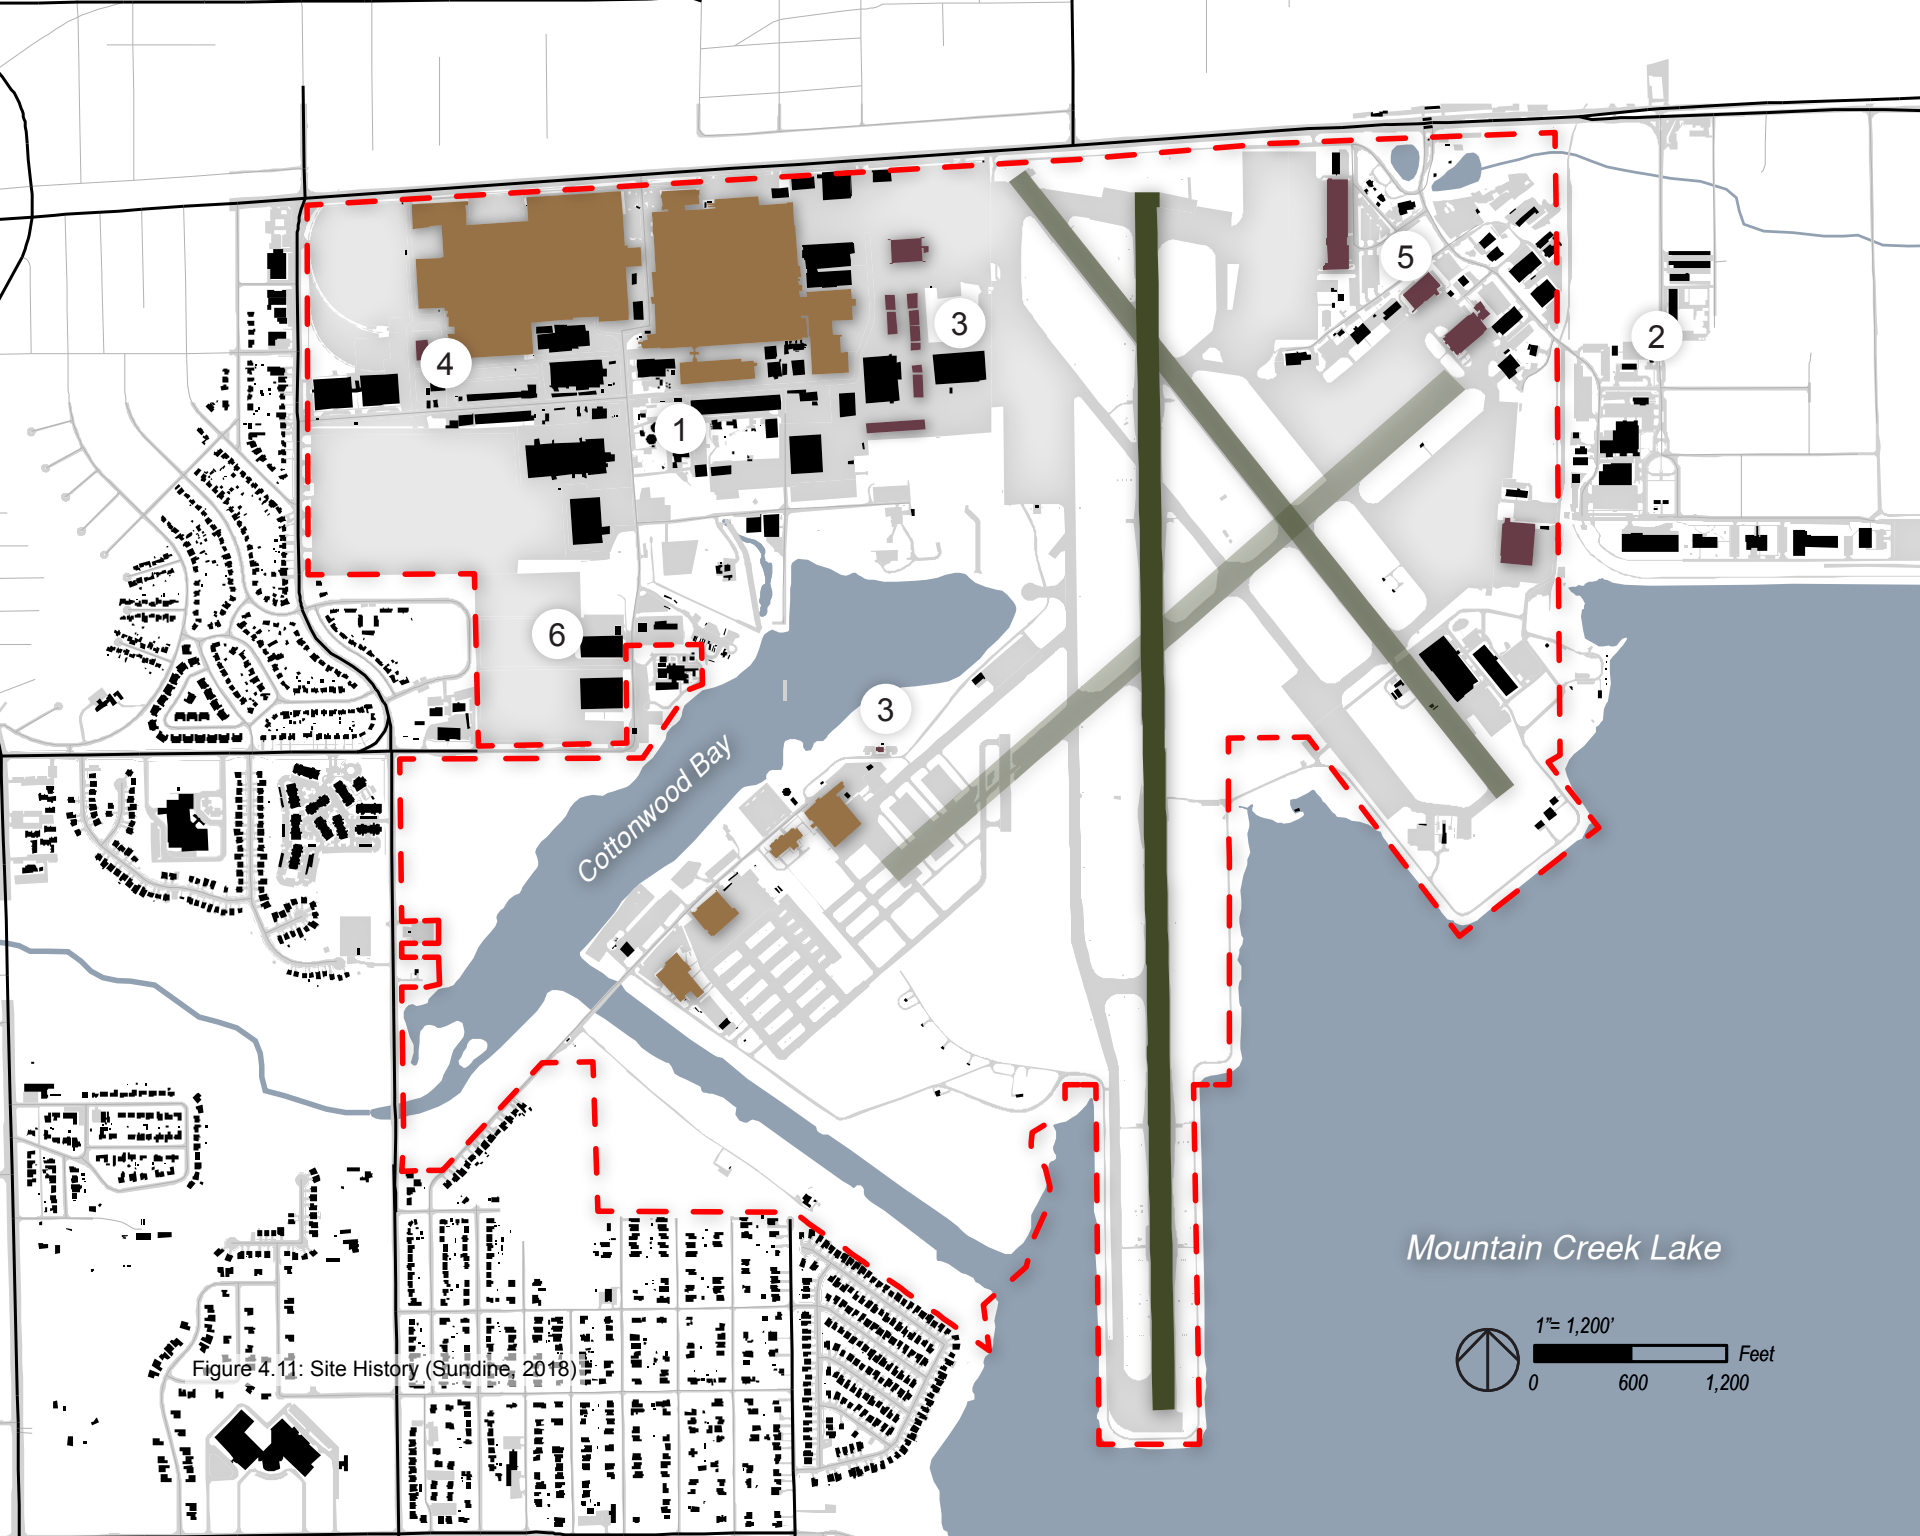 5
3
2
4
1
6
3
Cottonwood Bay
Mountain Creek Lake
1”= 1,200’
Feet
0 600 1,200
Figure 4.11: Site History (Sundine, 2018)